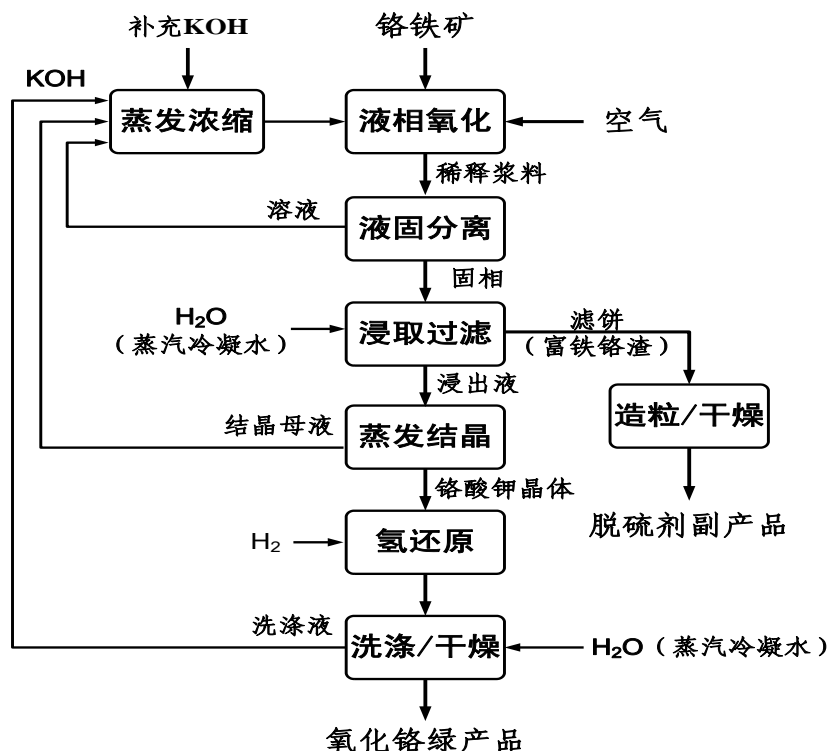 补充KOH
铬铁矿
KOH
蒸发浓缩
液相氧化
空气
稀释浆料
溶液
液固分离
固相
H₂O
（蒸汽冷凝水）
浸取过滤
滤饼
（富铁铬渣）
浸出液
结晶母液
蒸发结晶
造粒/干燥
铬酸钾晶体
脱硫剂副产品
H₂
氢还原
洗涤液
洗涤/干燥
H₂O（蒸汽冷凝水）
氧化铬绿产品